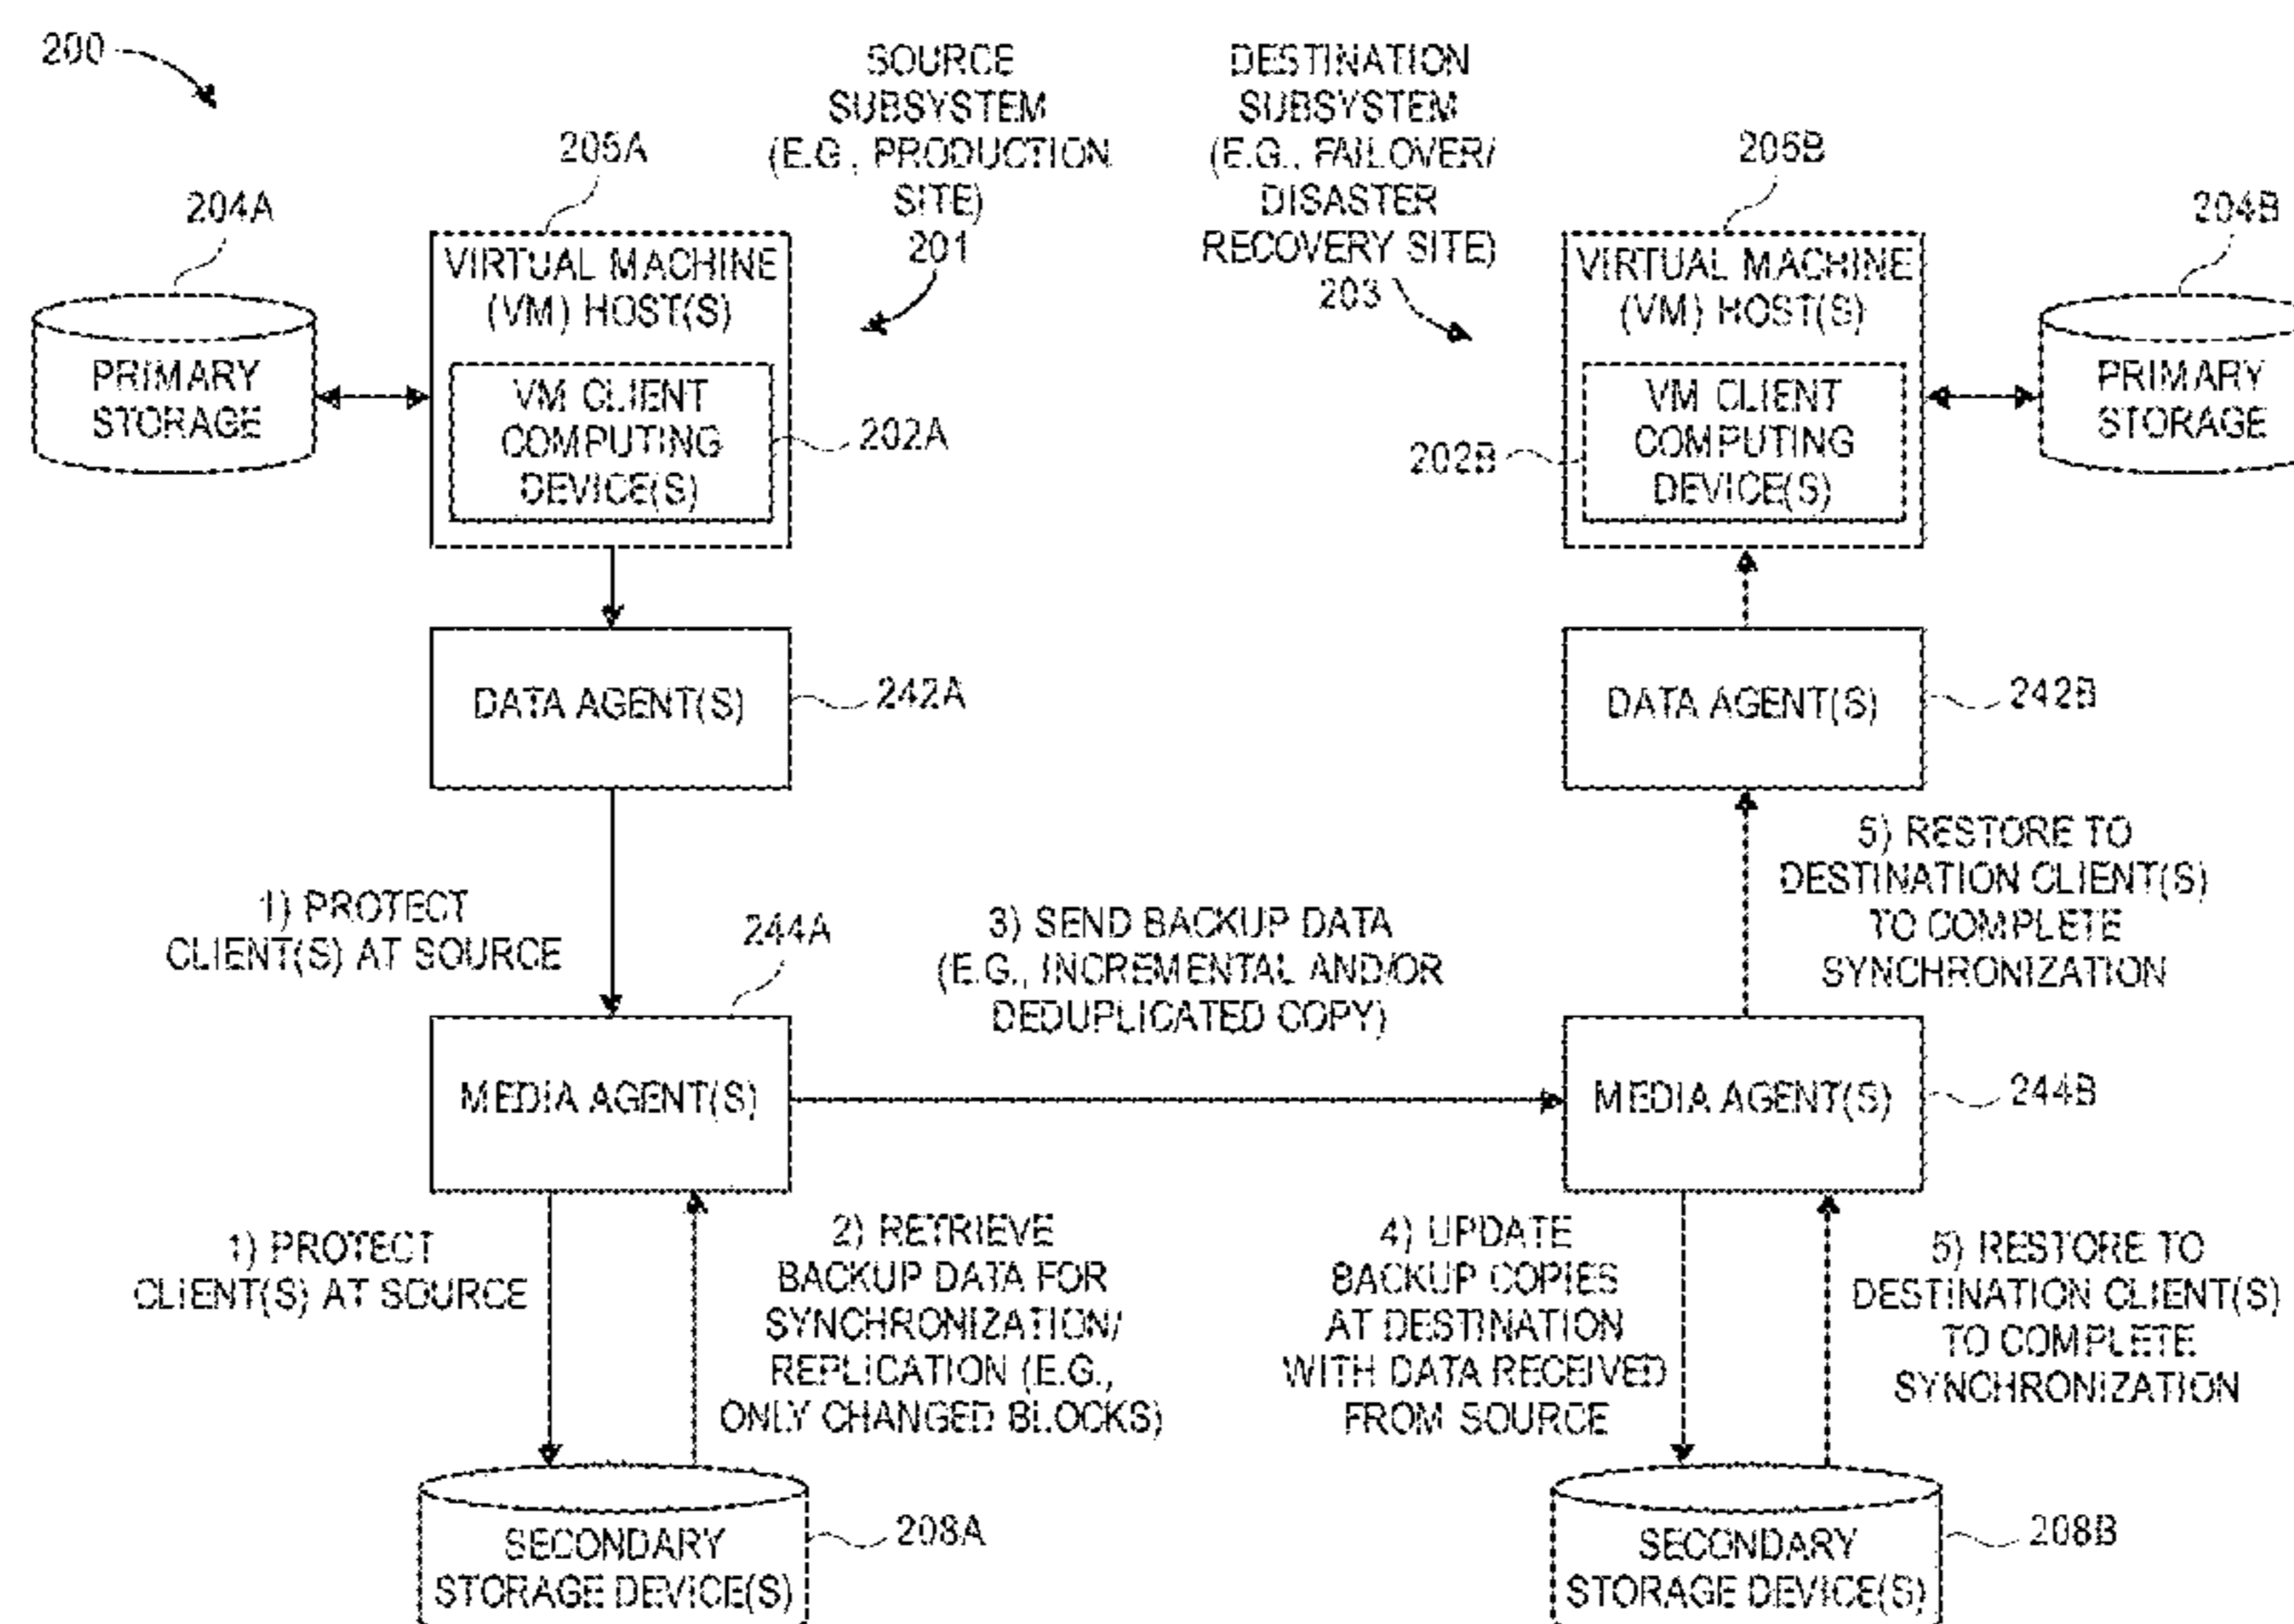 200
SOURCE
SUBSYSTEM
(E.G., PRODUCTION
SITE)
201
DESTINATION
SUBSYSTEM
(E.G., FAILOVER/
DISASTER
RECOVERY SITE)
203
204A
PRIMARY
STORAGE
206A
VIRTUAL MACHINE
(VM) HOST(S)
VM CLIENT
COMPUTING
DEVICE(S)
202A
206B
VIRTUAL MACHINE
(VM) HOST(S)
202B
VM CLIENT
COMPUTING
DEVICE(S)
204B
PRIMARY
STORAGE
DATA AGENT(S)
242A
DATA AGENT(S)
242B
1) PROTECT
CLIENT(S) AT SOURCE
244A
3) SEND BACKUP DATA
(E.G., INCREMENTAL AND/OR
DEDUPLICATED COPY)
5) RESTORE TO
DESTINATION CLIENT(S)
TO COMPLETE
SYNCHRONIZATION
MEDIA AGENT(S)
MEDIA AGENT(S)
244B
1) PROTECT
CLIENT(S) AT SOURCE
2) RETRIEVE
BACKUP DATA FOR
SYNCHRONIZATION/
REPLICATION (E.G.,
ONLY CHANGED BLOCKS)
4) UPDATE
BACKUP COPIES
AT DESTINATION
WITH DATA RECEIVED
FROM SOURCE
5) RESTORE TO
DESTINATION CLIENT(S)
TO COMPLETE
SYNCHRONIZATION
SECONDARY
STORAGE DEVICE(S)
208A
SECONDARY
STORAGE DEVICE(S)
208B